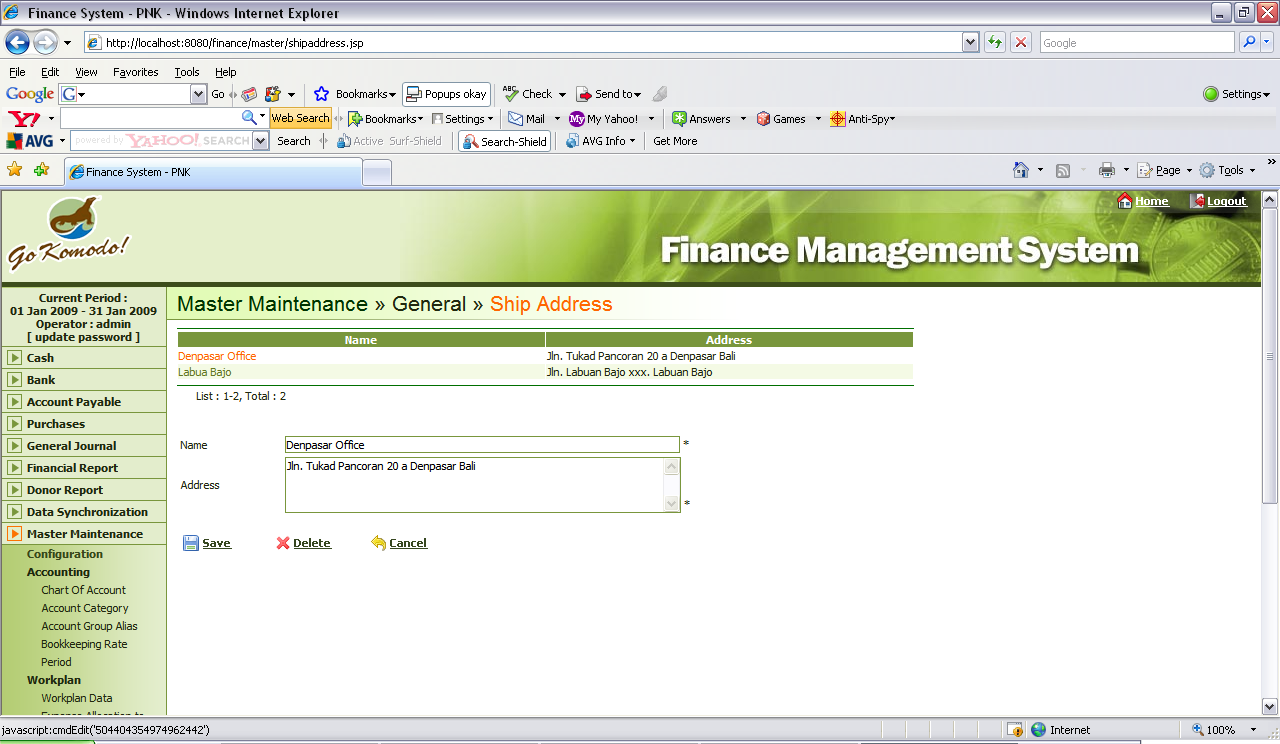 Finance System - PNK - Windows Internet Explorer
http://localhost:8080/finance/master/shipaddress.jsp
Google
File Edit View Favorites Tools Help
Google G Go Bookmarks Popups okay ABC Check Send to Settings
Y! Web Search Bookmarks Settings Mail My Yahoo! Answers Games Anti-Spy
AVG powered by YAHOO! SEARCH Search Active Surf-Shield Search-Shield AVG Info Get More
Finance System - PNK Page Tools
Home Logout
Go Komodo!
Finance Management System
Current Period :
01 Jan 2009 - 31 Jan 2009
Operator : admin
[ update password ]
Cash
Bank
Account Payable
Purchases
General Journal
Financial Report
Donor Report
Data Synchronization
Master Maintenance
Configuration
Accounting
Chart Of Account
Account Category
Account Group Alias
Bookkeeping Rate
Period
Workplan
Workplan Data
Master Maintenance » General » Ship Address
Name Address
Denpasar Office Jln. Tukad Pancoran 20 a Denpasar Bali
Labua Bajo Jln. Labuan Bajo xxx. Labuan Bajo
List : 1-2, Total : 2
Name Denpasar Office *
Address Jln. Tukad Pancoran 20 a Denpasar Bali *
Save Delete Cancel
javascript:cmdEdit('504404354974962442') Internet 100%